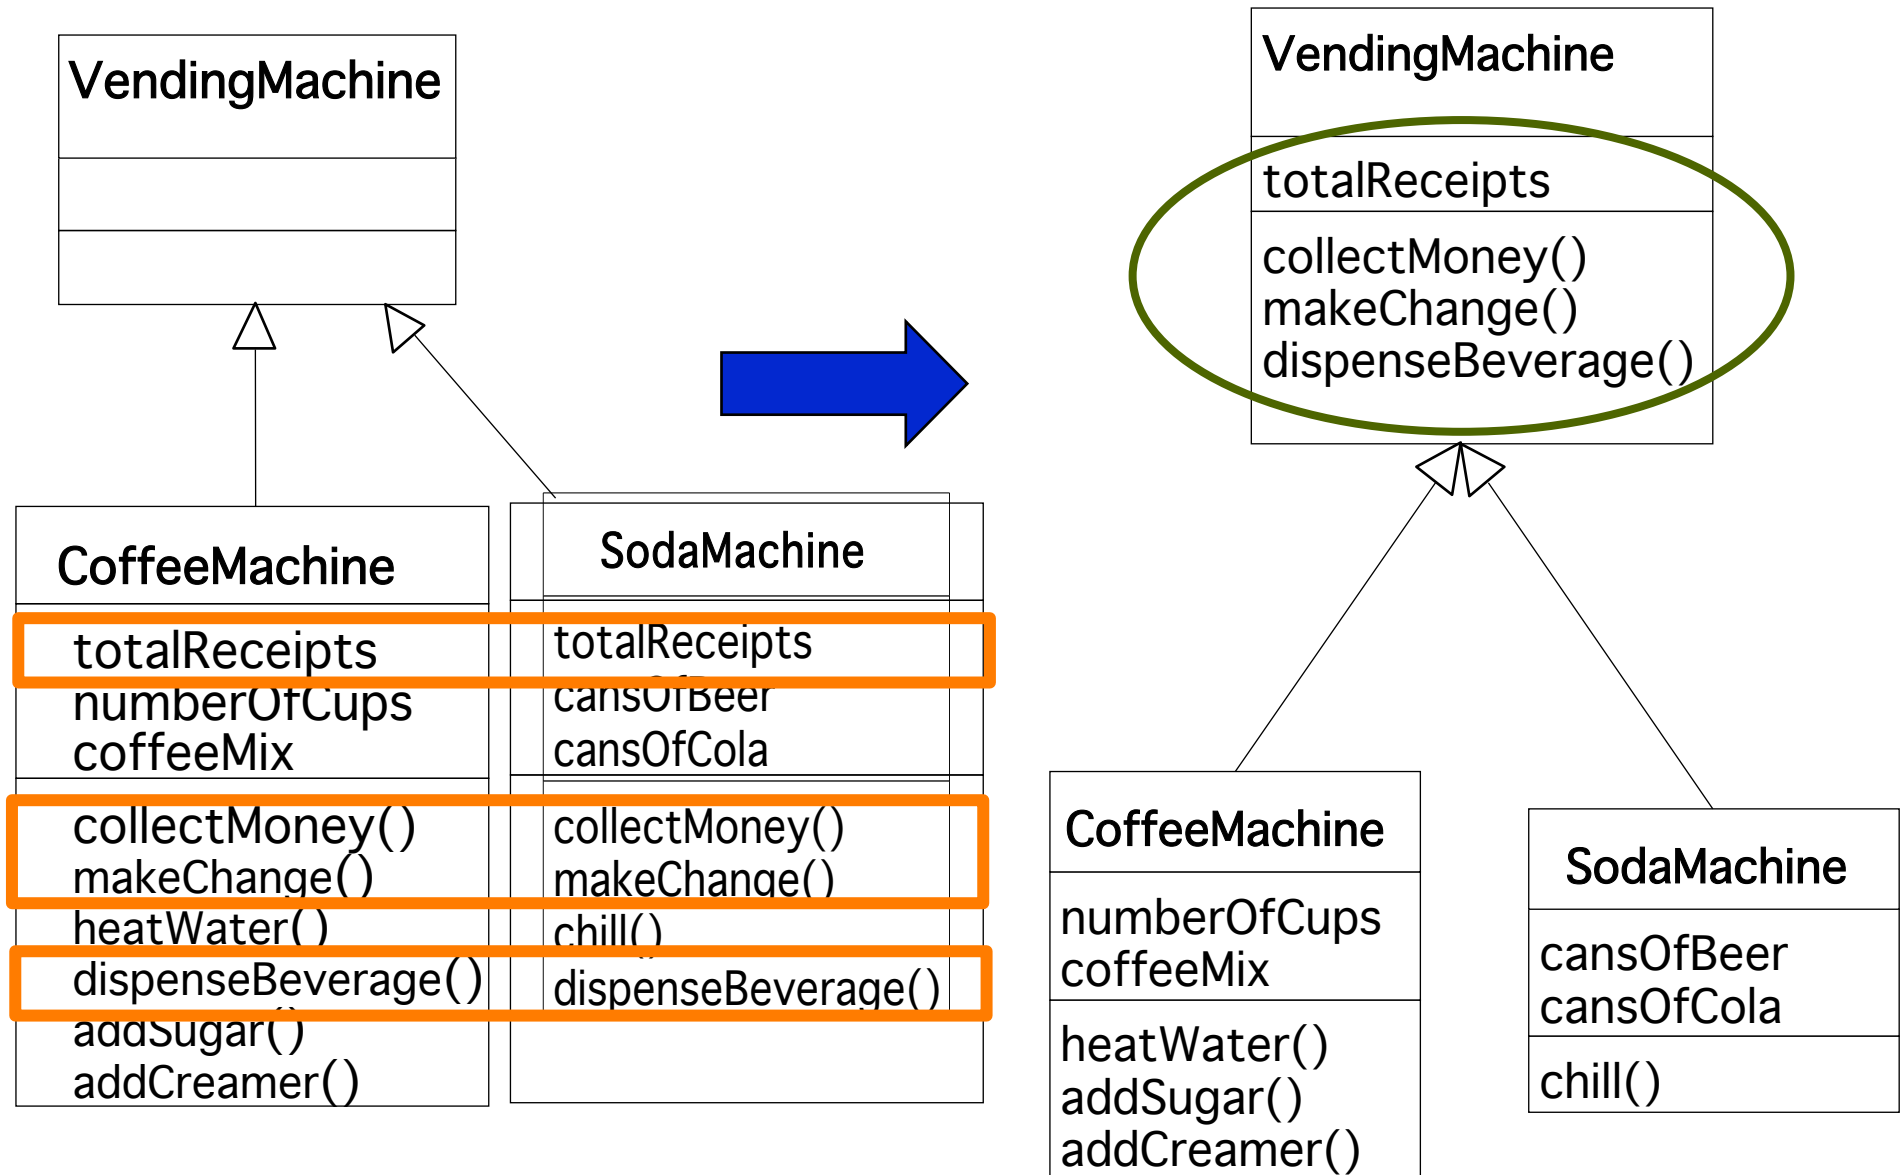 VendingMachine
CoffeeMachine
totalReceipts
numberOfCups
coffeeMix
collectMoney()
makeChange()
heatWater()
dispenseBeverage()
addSugar()
addCreamer()
SodaMachine
totalReceipts
cansOfBeer
cansOfCola
collectMoney()
makeChange()
chill()
dispenseBeverage()
VendingMachine
totalReceipts
collectMoney()
makeChange()
dispenseBeverage()
CoffeeMachine
numberOfCups
coffeeMix
heatWater()
addSugar()
addCreamer()
SodaMachine
cansOfBeer
cansOfCola
chill()